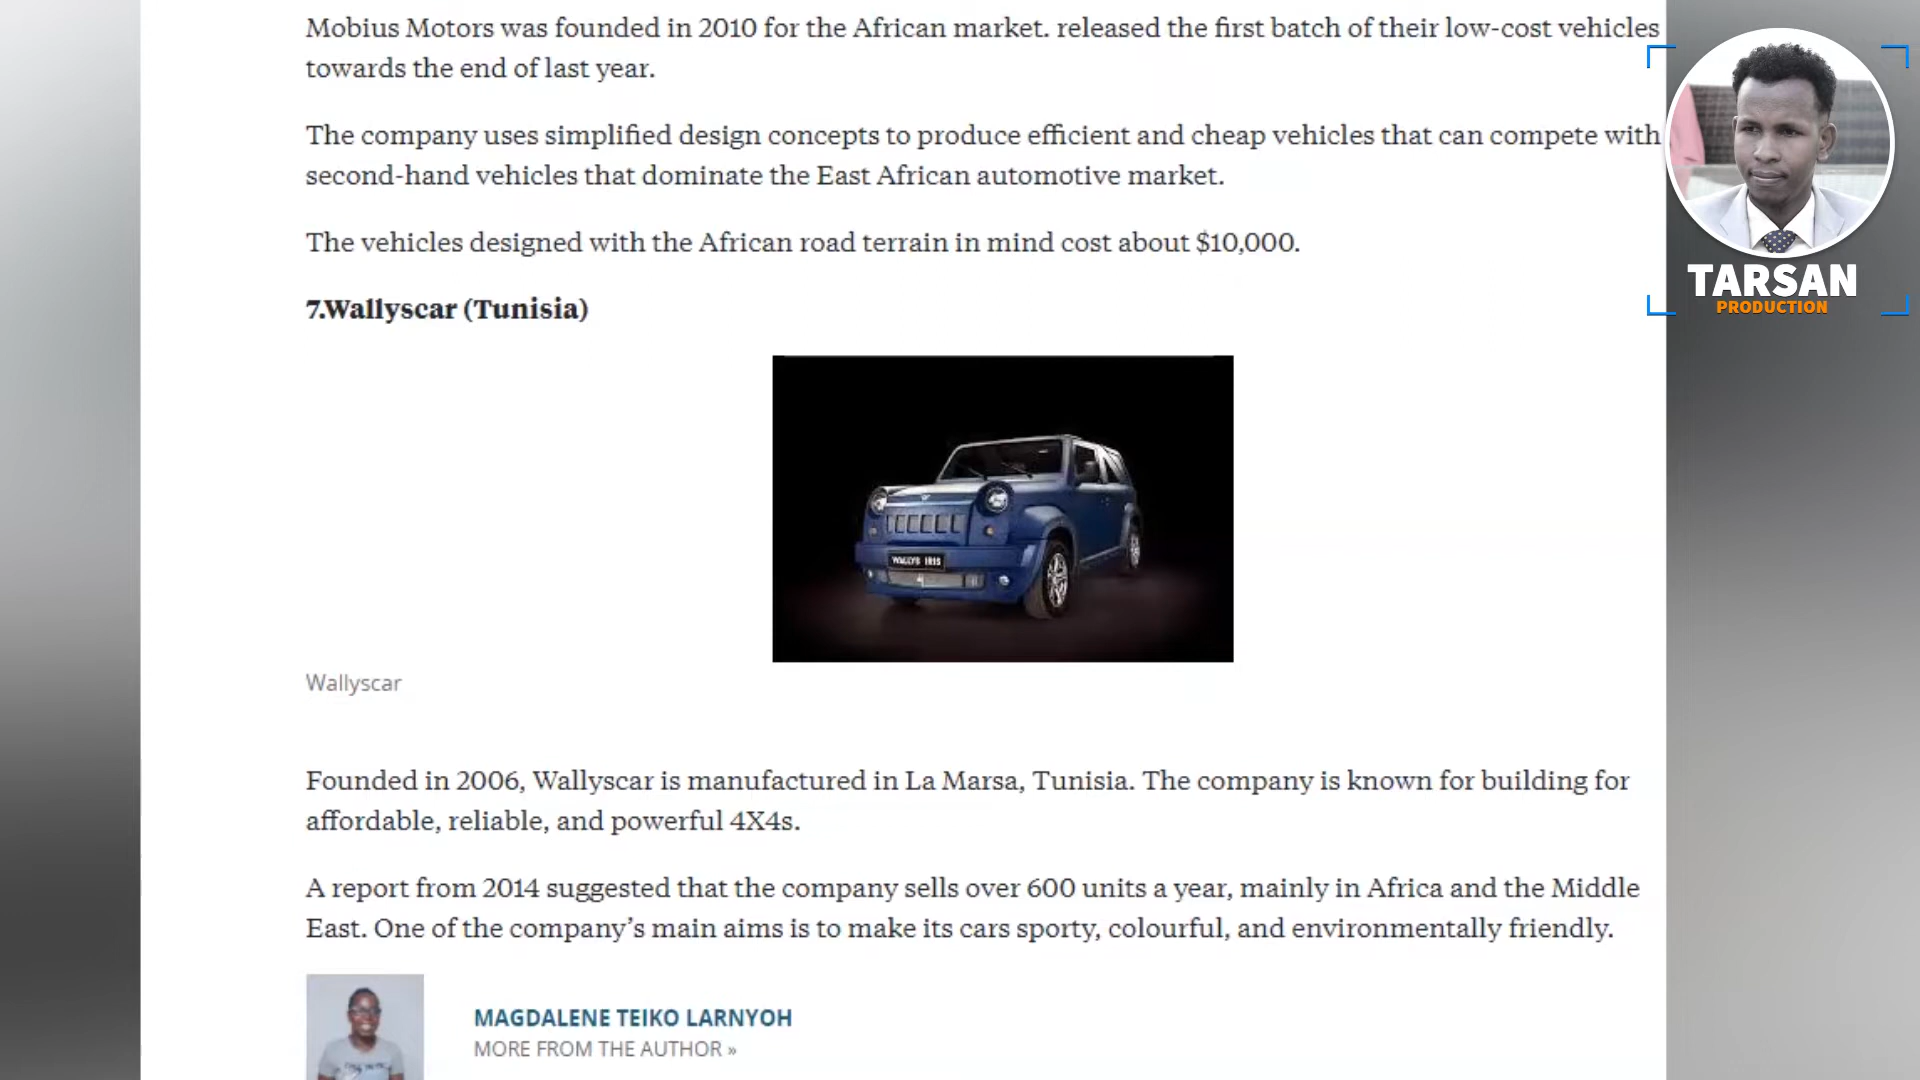 Mobius Motors was founded in 2010 for the African market. released the first batch of their low-cost vehicles
towards the end of last year.
The company uses simplified design concepts to produce efficient and cheap vehicles that can compete with
second-hand vehicles that dominate the East African automotive market.
The vehicles designed with the African road terrain in mind cost about $10,000.
7.Wallyscar (Tunisia)
WALLYS IRIS
Wallyscar
Founded in 2006, Wallyscar is manufactured in La Marsa, Tunisia. The company is known for building for
affordable, reliable, and powerful 4X4s.
A report from 2014 suggested that the company sells over 600 units a year, mainly in Africa and the Middle
East. One of the company’s main aims is to make its cars sporty, colourful, and environmentally friendly.
MAGDALENE TEIKO LARNYOH
MORE FROM THE AUTHOR »
TARSAN
PRODUCTION